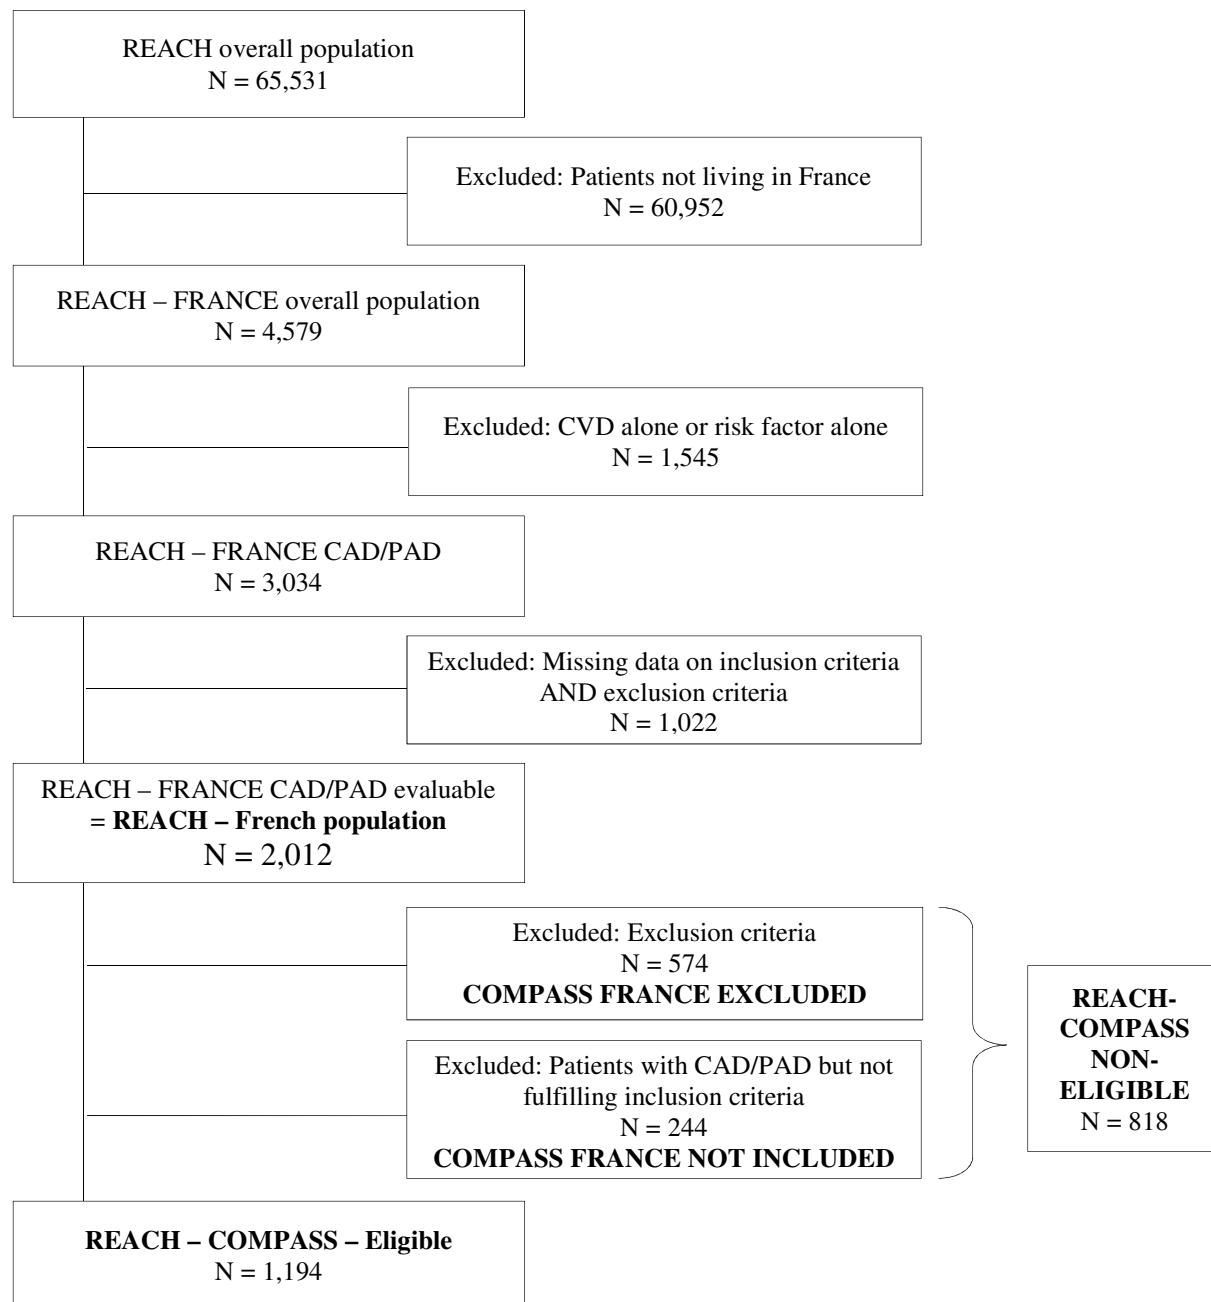 REACH overall population
N = 65,531
Excluded: Patients not living in France
N = 60,952
REACH – FRANCE overall population
N = 4,579
Excluded: CVD alone or risk factor alone
N = 1,545
REACH – FRANCE CAD/PAD
N = 3,034
Excluded: Missing data on inclusion criteria
AND exclusion criteria
N = 1,022
REACH – FRANCE CAD/PAD evaluable
= REACH – French population
N = 2,012
Excluded: Exclusion criteria
N = 574
COMPASS FRANCE EXCLUDED
Excluded: Patients with CAD/PAD but not
fulfilling inclusion criteria
N = 244
COMPASS FRANCE NOT INCLUDED
REACH-
COMPASS
NON-
ELIGIBLE
N = 818
REACH – COMPASS – Eligible
N = 1,194